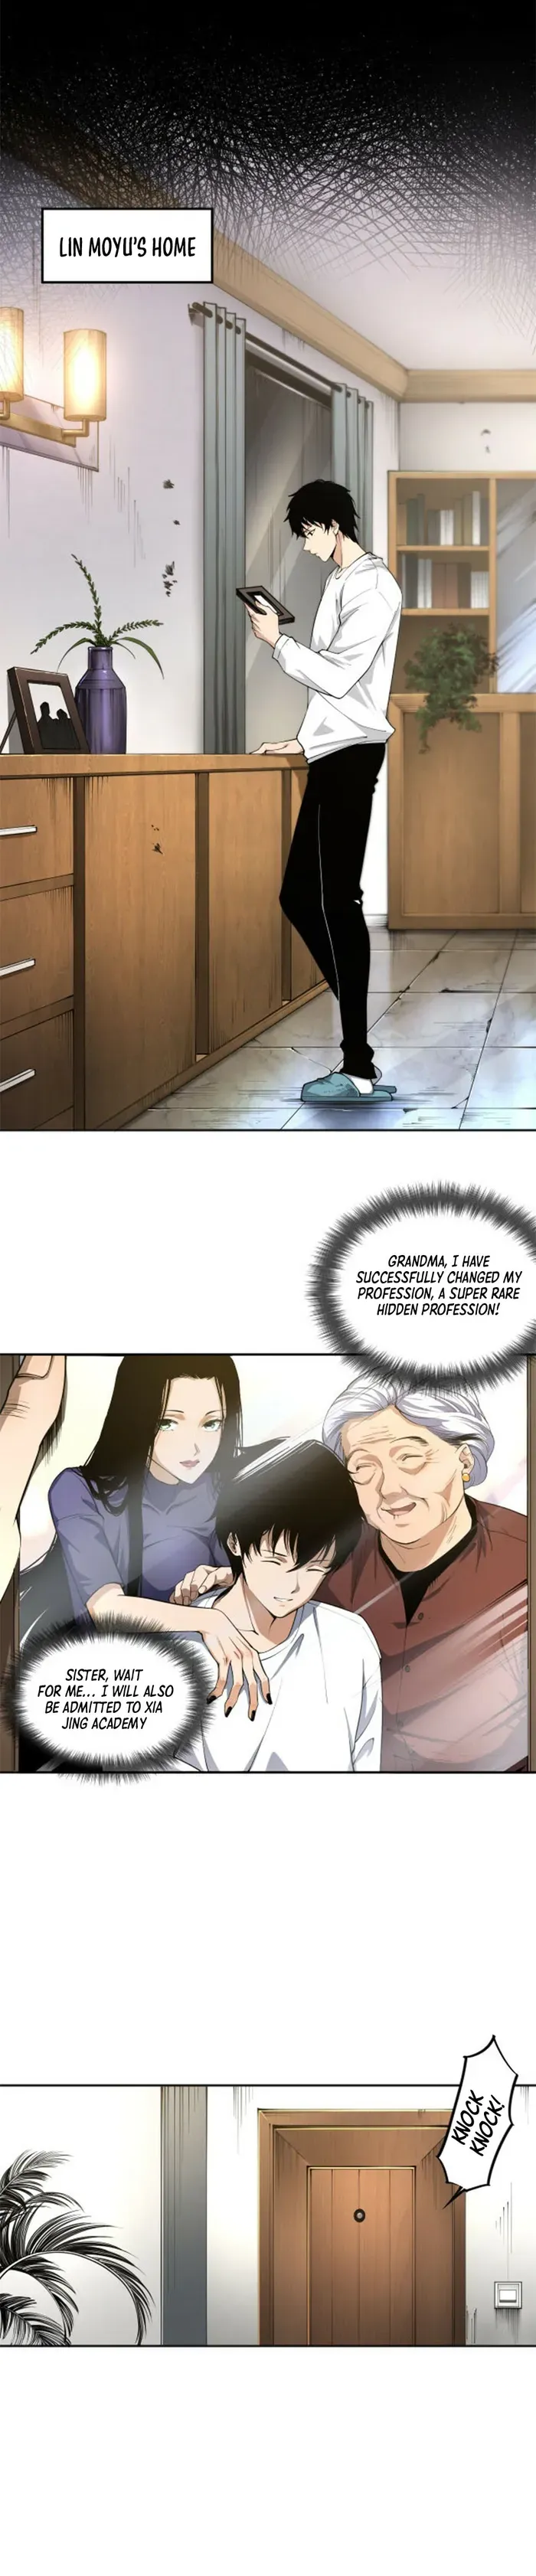 LIN MOYU'S HOME
GRANDMA, I HAVE
SUCCESSFULLY CHANGED MY
PROFESSION, A SUPER RARE
HIDDEN PROFESSION!
SISTER, WAIT
FOR ME... I WILL ALSO
BE ADMITTED TO XIA
JING ACADEMY
KNOCK
KNOCK!